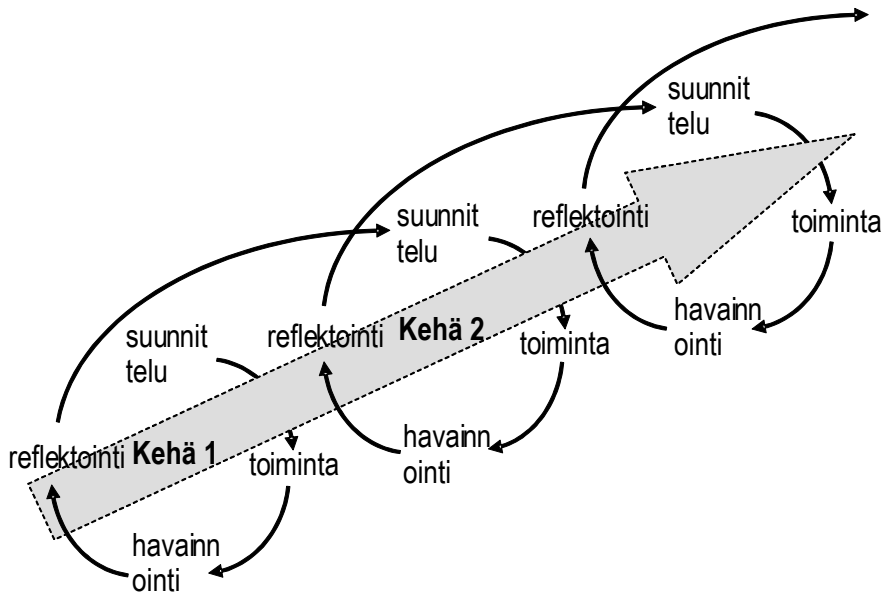 suunnit
telu
suunnit
telu
reflektointi
toiminta
suunnit
telu
reflektointi
Kehä 2
toiminta
havainn
ointi
reflektointi
Kehä 1
toiminta
havainn
ointi
havainn
ointi